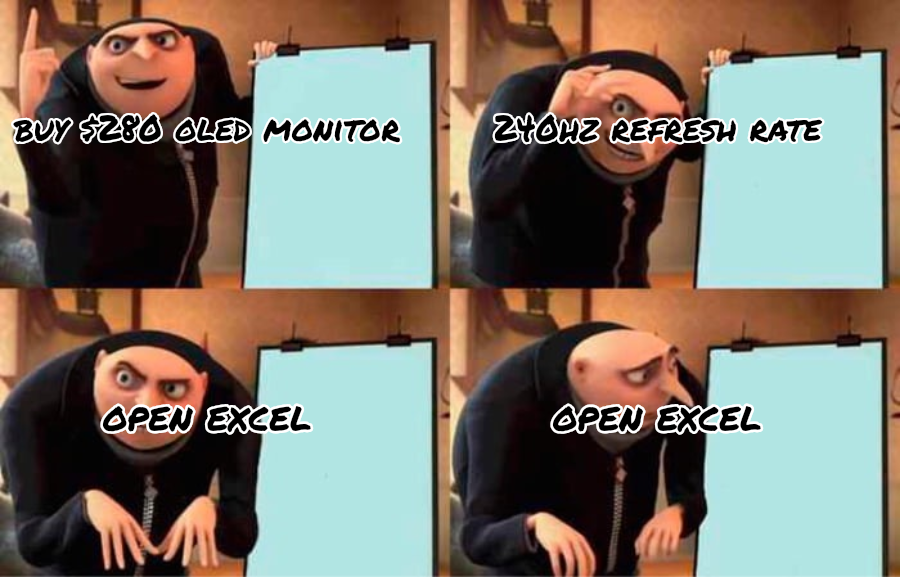 BUY $280 OLED MONITOR
240HZ REFRESH RATE
OPEN EXCEL
OPEN EXCEL